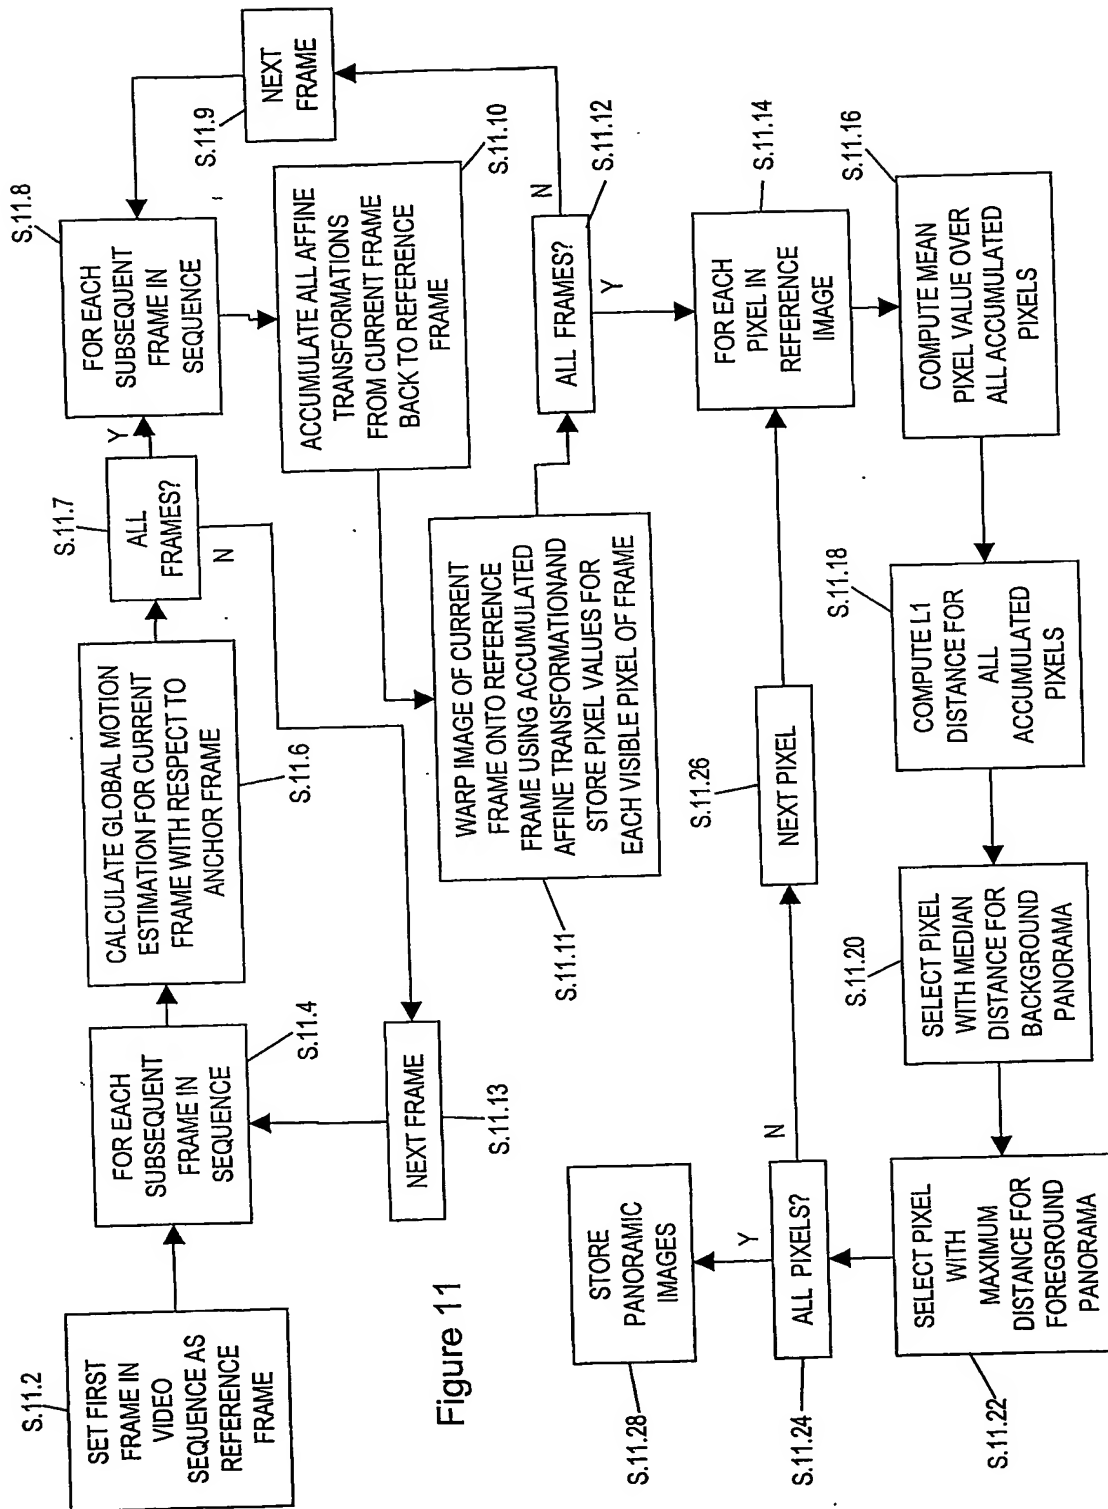 S.11.2
SET FIRST
FRAME IN
VIDEO
SEQUENCE AS
REFERENCE
FRAME
FOR EACH
SUBSEQUENT
FRAME IN
SEQUENCE
S.11.4
CALCULATE GLOBAL MOTION
ESTIMATION FOR CURRENT
FRAME WITH RESPECT TO
ANCHOR FRAME
S.11.6
S.11.7
ALL
FRAMES?
Y
N
NEXT FRAME
S.11.13
S.11.8
FOR EACH
SUBSEQUENT
FRAME IN
SEQUENCE
S.11.9
NEXT
FRAME
ACCUMULATE ALL AFFINE
TRANSFORMATIONS
FROM CURRENT FRAME
BACK TO REFERENCE
FRAME
S.11.10
WARP IMAGE OF CURRENT
FRAME ONTO REFERENCE
FRAME USING ACCUMULATED
AFFINE TRANSFORMATIONAND
STORE PIXEL VALUES FOR
EACH VISIBLE PIXEL OF FRAME
S.11.11
ALL FRAMES?
N
Y
S.11.12
FOR EACH
PIXEL IN
REFERENCE
IMAGE
S.11.14
COMPUTE MEAN
PIXEL VALUE OVER
ALL ACCUMULATED
PIXELS
S.11.16
S.11.18
COMPUTE L1
DISTANCE FOR
ALL
ACCUMULATED
PIXELS
S.11.20
SELECT PIXEL
WITH MEDIAN
DISTANCE FOR
BACKGROUND
PANORAMA
SELECT PIXEL
WITH
MAXIMUM
DISTANCE FOR
FOREGROUND
PANORAMA
S.11.22
ALL PIXELS?
Y
N
S.11.24
S.11.26
NEXT PIXEL
STORE
PANORAMIC
IMAGES
S.11.28
Figure 11